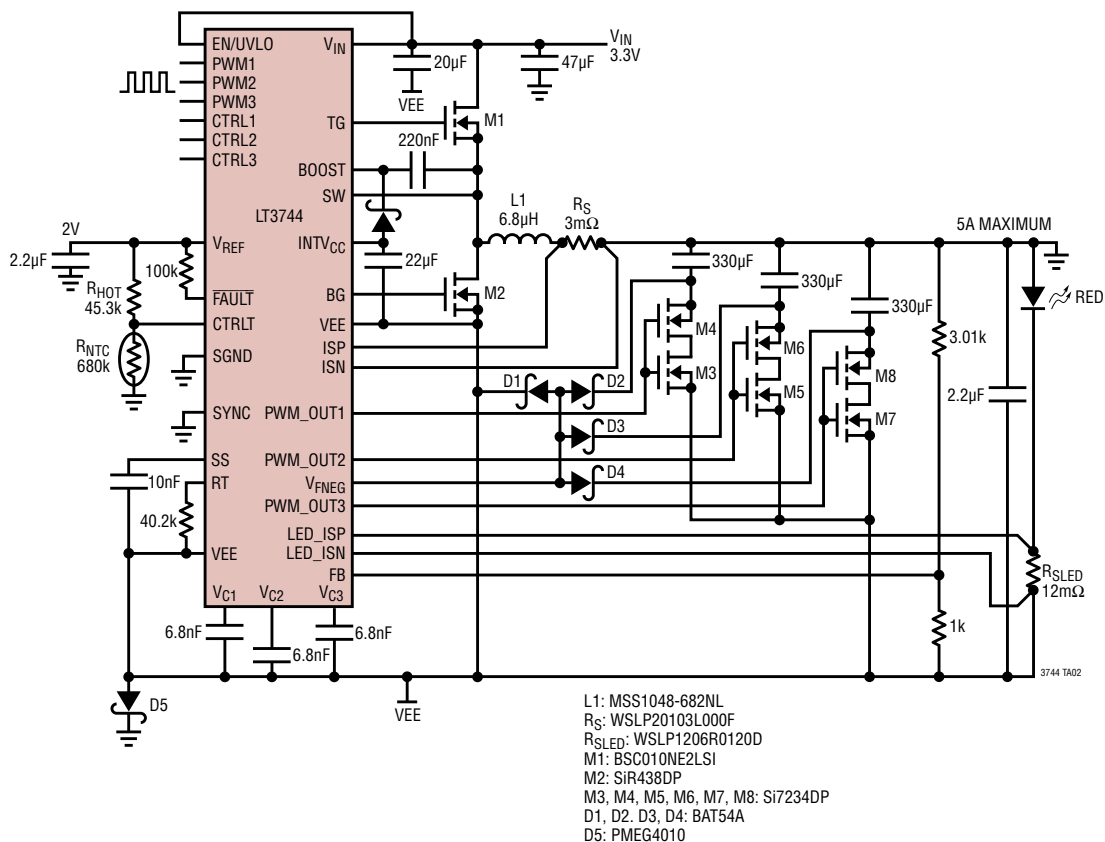 EN/UVLO
PWM1
PWM2
PWM3
CTRL1
CTRL2
CTRL3
VIN
TG
BOOST
SW
LT3744
INTVCC
BG
VEE
ISP
ISN
VREF
FAULT
CTRLT
SGND
SYNC
SS
RT
VEE
PWM_OUT1
PWM_OUT2
VFNEG
PWM_OUT3
LED_ISP
LED_ISN
FB
VC1
VC2
VC3
20µF
VEE
47µF
VIN
3.3V
M1
220nF
L1
6.8µH
RS
3mΩ
22µF
M2
2V
2.2µF
RHOT
45.3k
100k
RNTC
680k
10nF
40.2k
6.8nF
6.8nF
6.8nF
D5
VEE
D1
D2
D3
D4
330µF
330µF
330µF
M4
M3
M6
M5
M8
M7
5A MAXIMUM
RED
3.01k
2.2µF
1k
RSLED
12mΩ
3744 TA02
L1: MSS1048-682NL
RS: WSLP20103L000F
RSLED: WSLP1206R0120D
M1: BSC010NE2LSI
M2: SiR438DP
M3, M4, M5, M6, M7, M8: Si7234DP
D1, D2. D3, D4: BAT54A
D5: PMEG4010